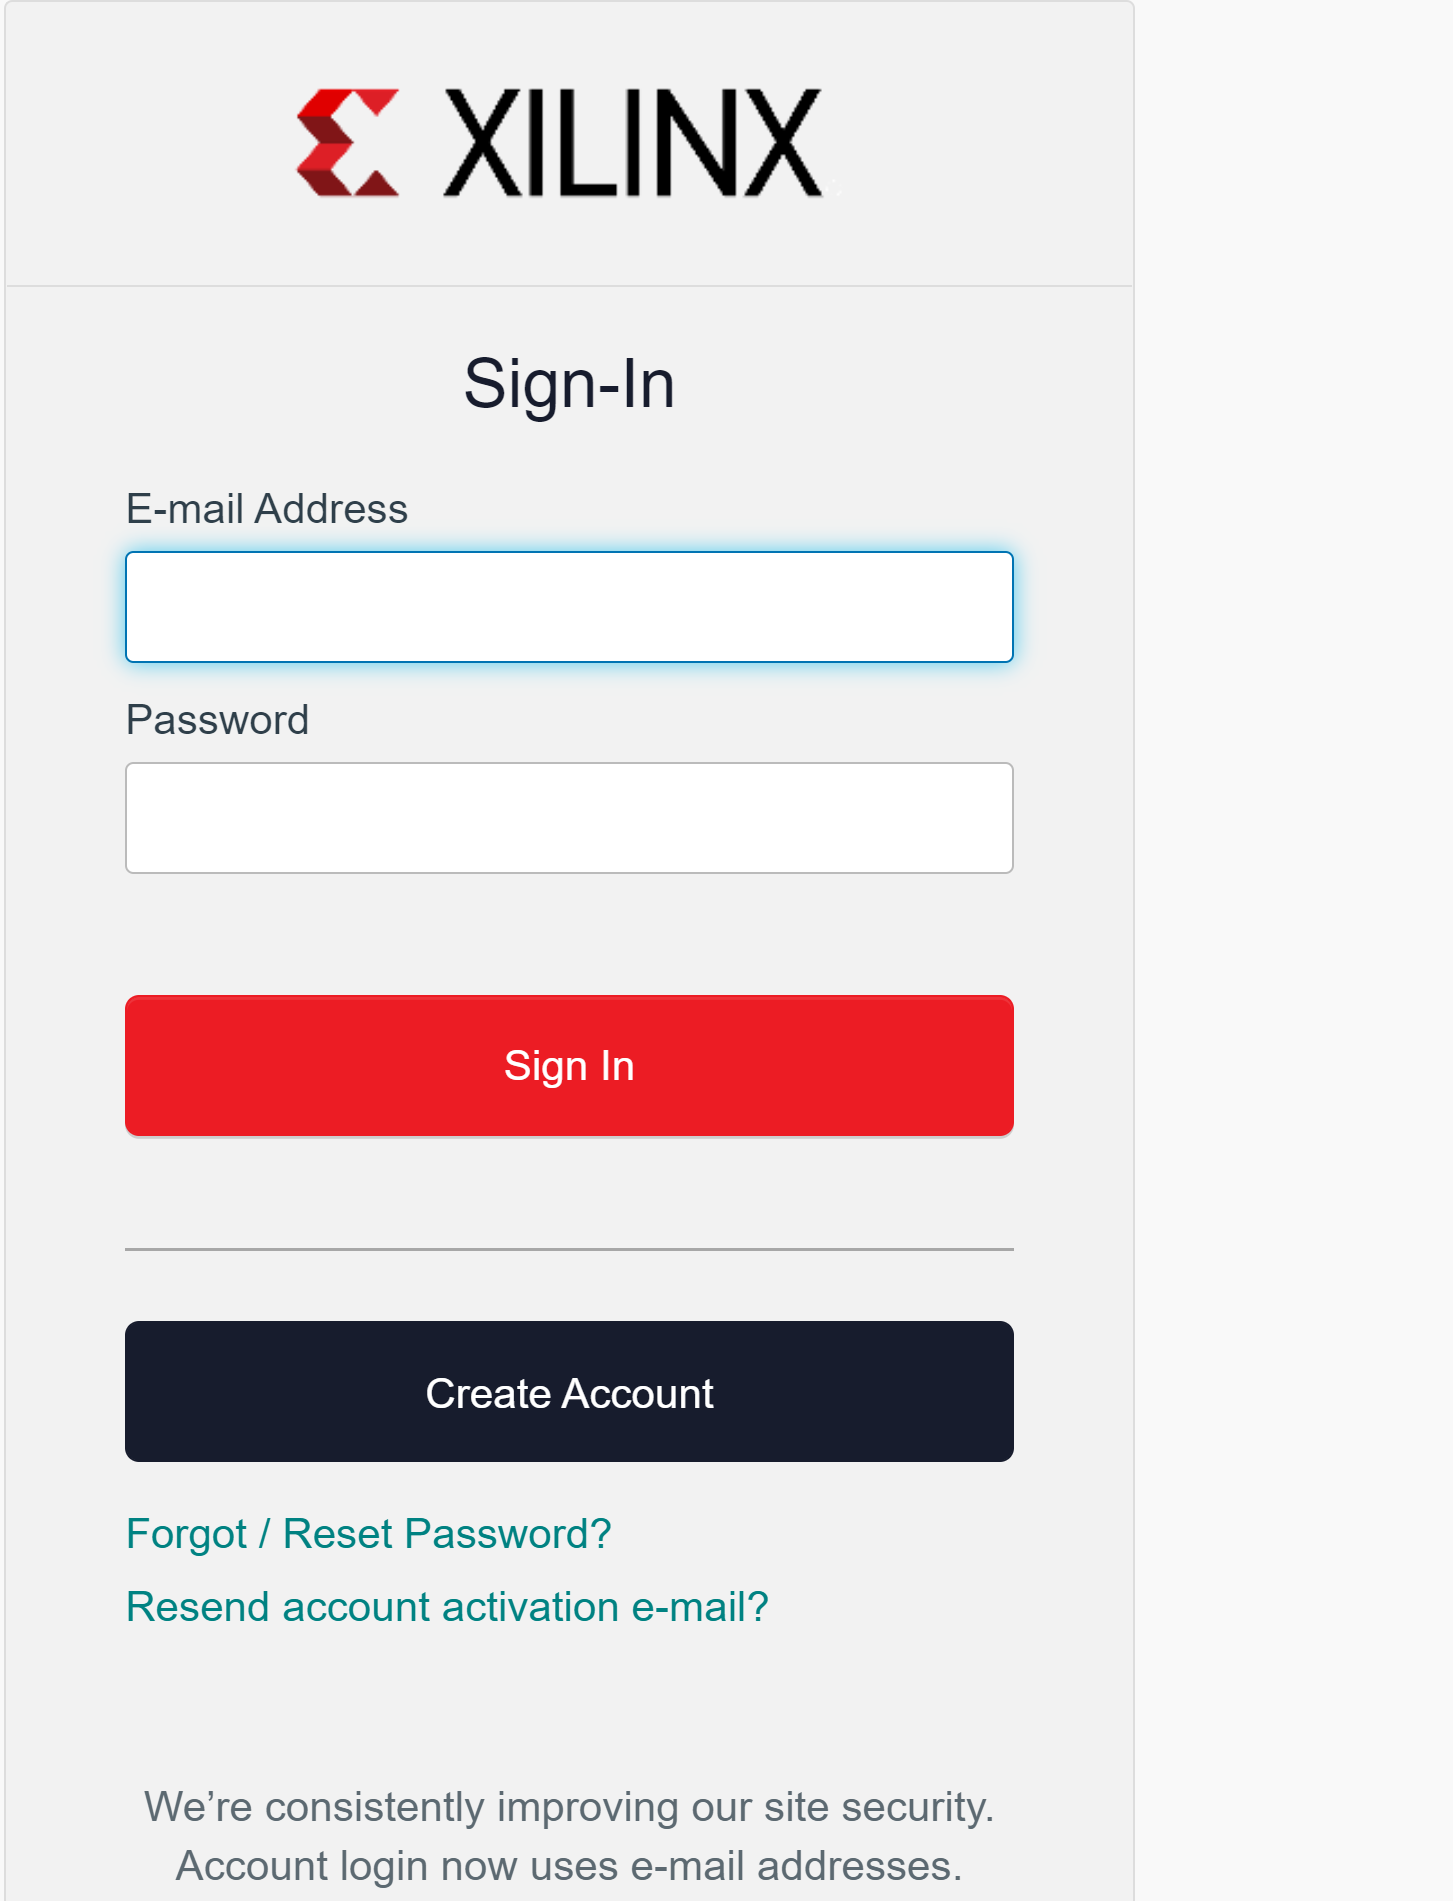 XILINX
Sign-In
E-mail Address
Password
Sign In
Create Account
Forgot / Reset Password?
Resend account activation e-mail?
We’re consistently improving our site security.
Account login now uses e-mail addresses.